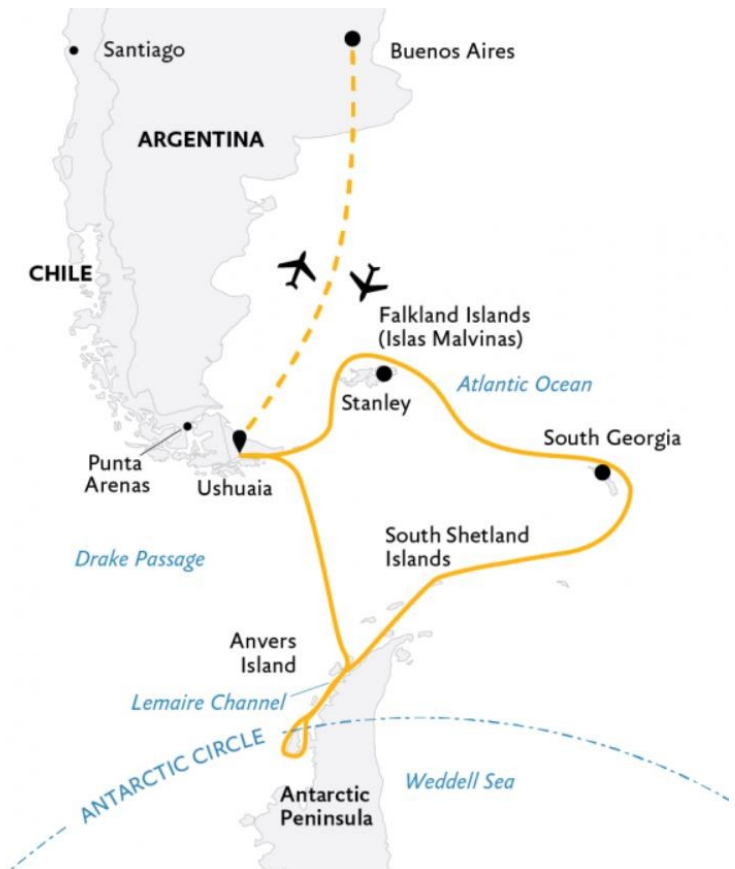 Santiago
Buenos Aires
ARGENTINA
CHILE
Falkland Islands
(Islas Malvinas)
Atlantic Ocean
Stanley
South Georgia
Punta
Arenas
Ushuaia
South Shetland
Islands
Drake Passage
Anvers
Island
Lemaire Channel
ANTARCTIC CIRCLE
Weddell Sea
Antarctic
Peninsula